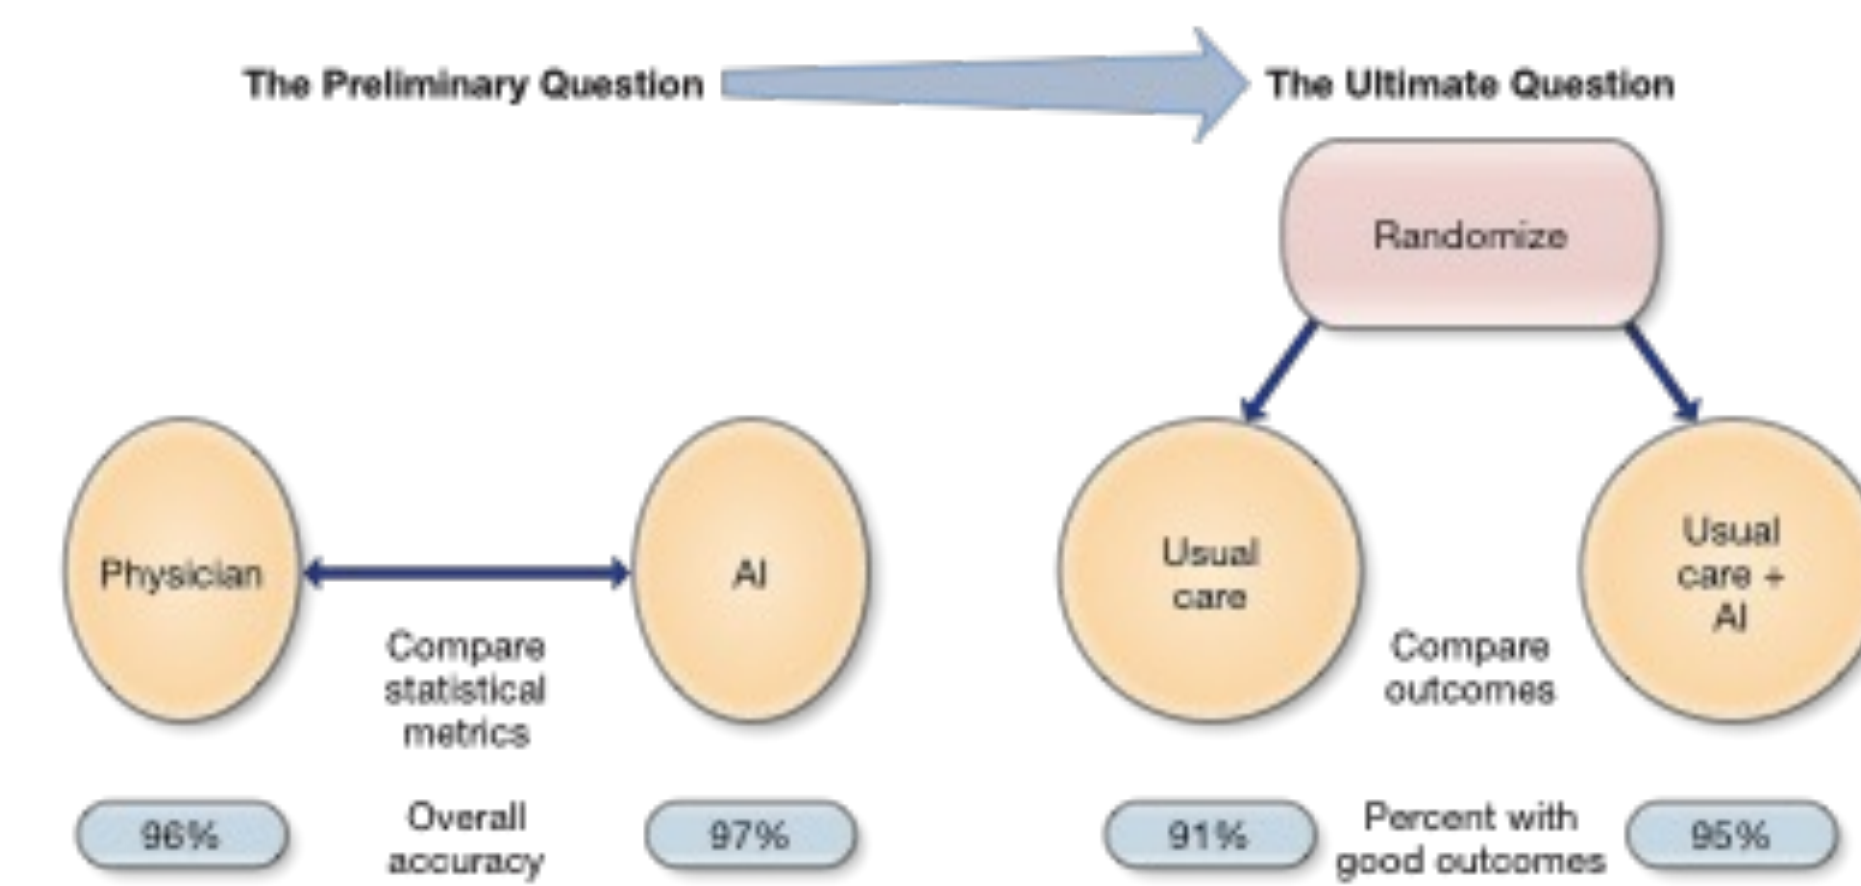 The Preliminary Question
The Ultimate Question
Randomize
Physician
AI
Compare
statistical
metrics
Usual
care
Usual
care +
AI
Compare
outcomes
96%
Overall
accuracy
97%
91%
Percent with
good outcomes
95%